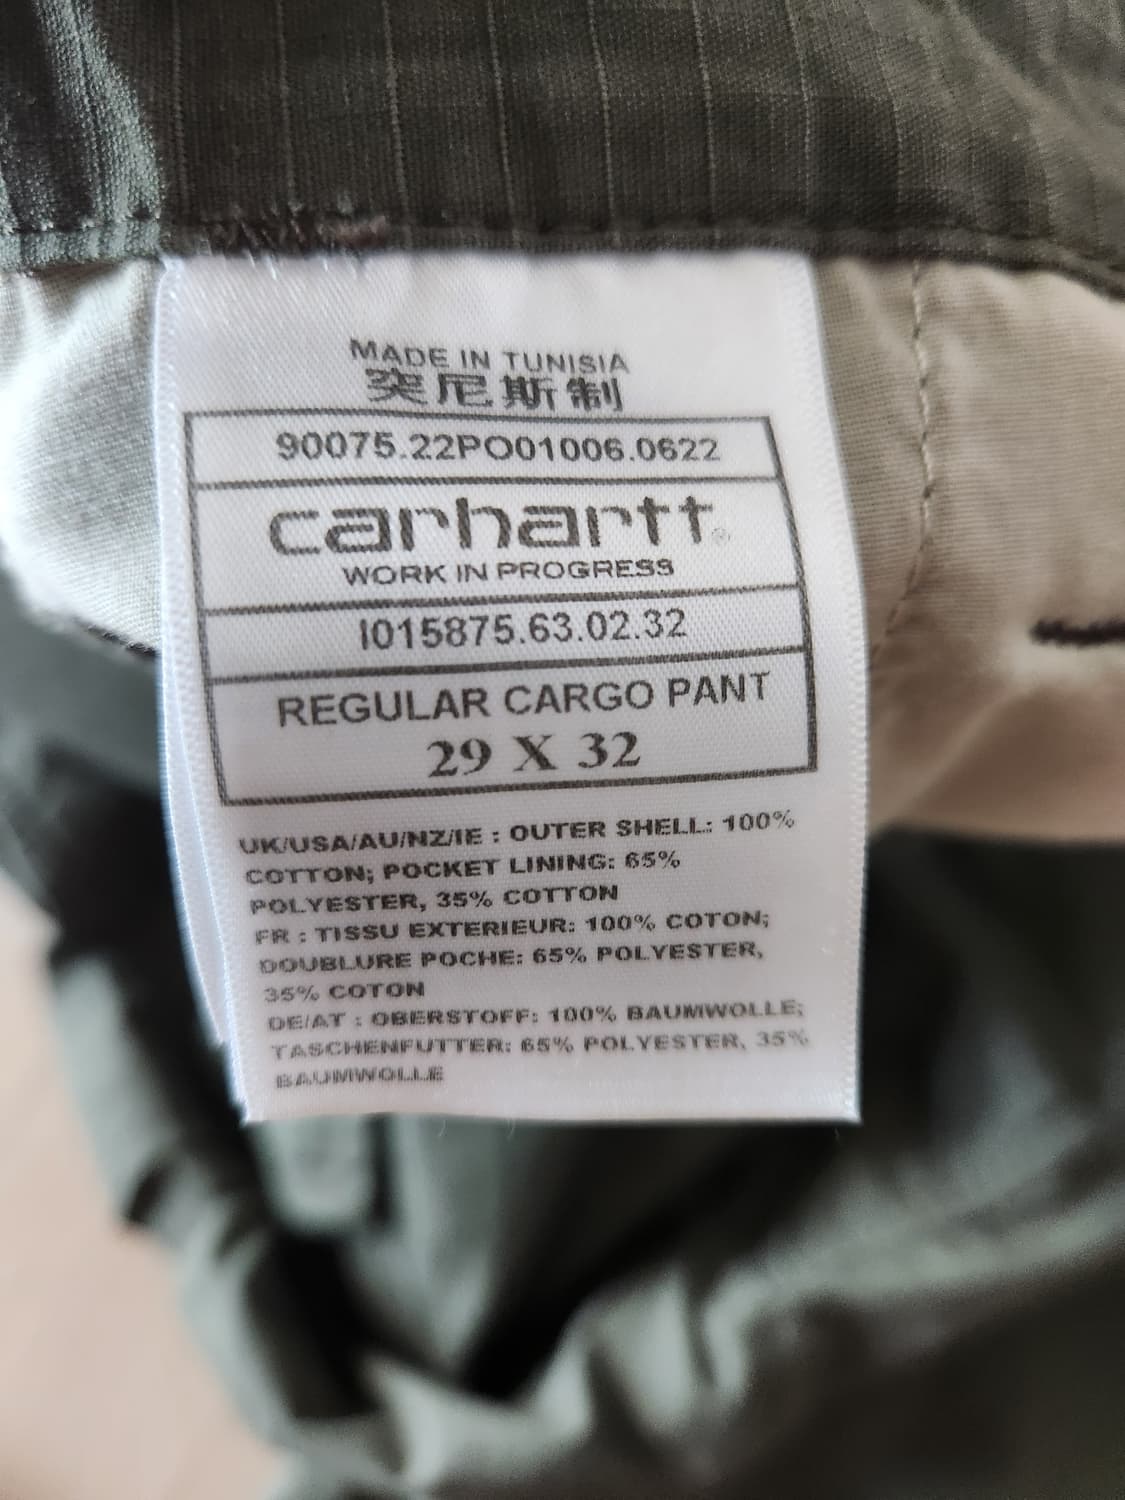 MADE IN TUNISIA
突尼斯制
90075.22PO01006.0622
carhartt®
WORK IN PROGRESS
I015875.63.02.32
REGULAR CARGO PANT
29 X 32
UK/USA/AU/NZ/IE : OUTER SHELL: 100%
COTTON; POCKET LINING: 65%
POLYESTER, 35% COTTON
FR : TISSU EXTERIEUR: 100% COTON;
DOUBLURE POCHE: 65% POLYESTER,
35% COTON
DE/AT : OBERSTOFF: 100% BAUMWOLLE;
TASCHENFUTTER: 65% POLYESTER, 35%
BAUMWOLLE